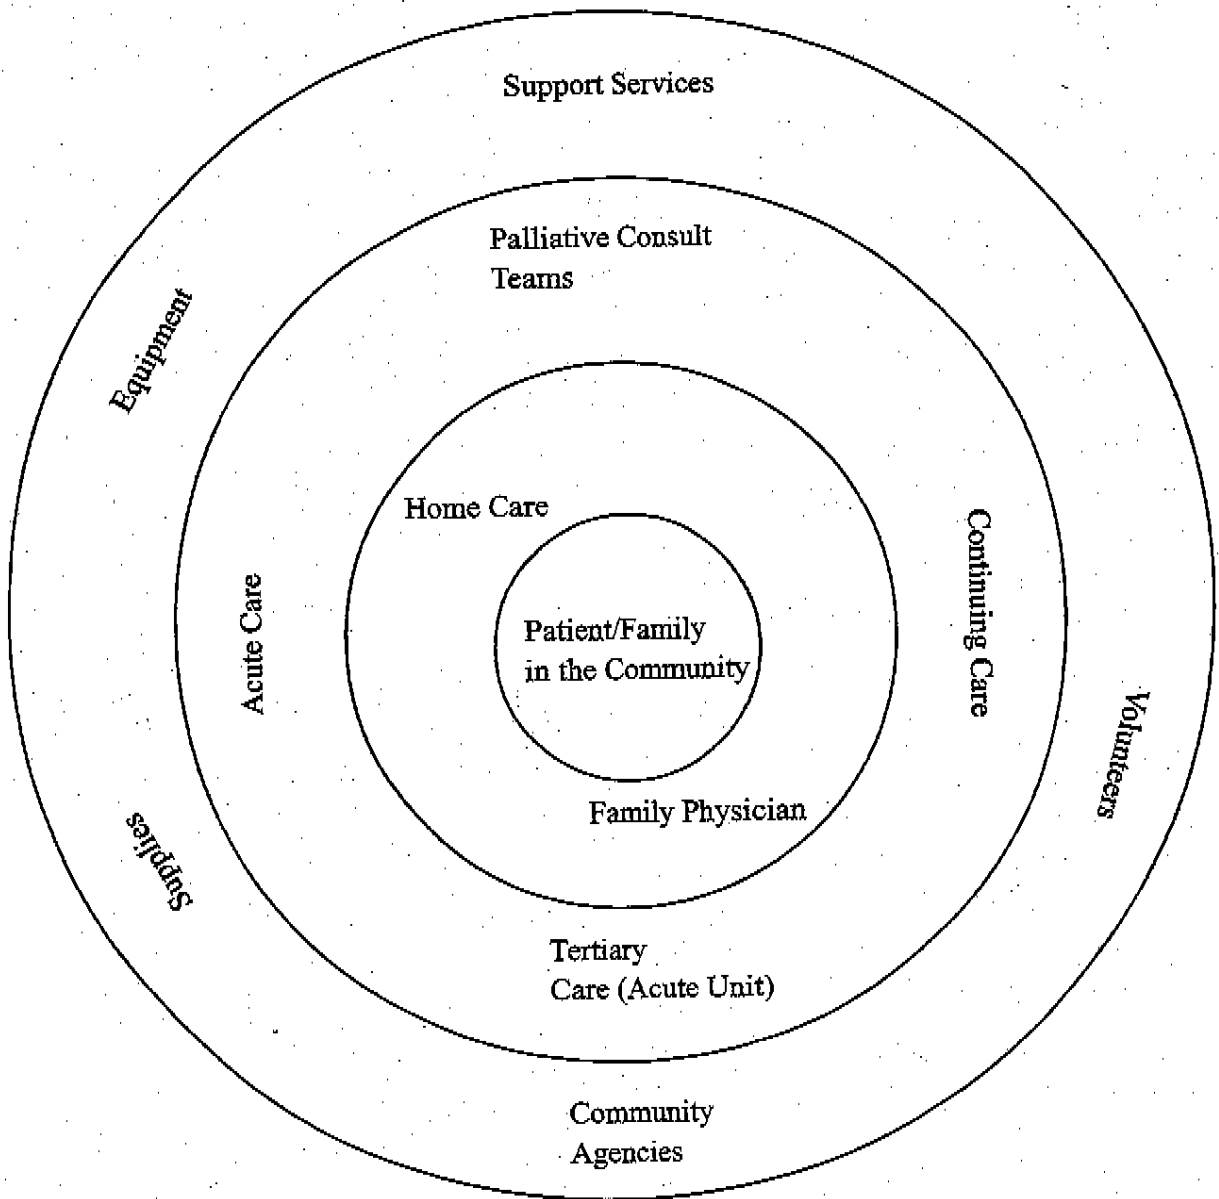 Support Services
Palliative Consult
Teams
Equipment
Home Care
Continuing Care
Acute Care
Patient/Family
in the Community
Volunteers
Family Physician
Supplies
Tertiary
Care (Acute Unit)
Community
Agencies